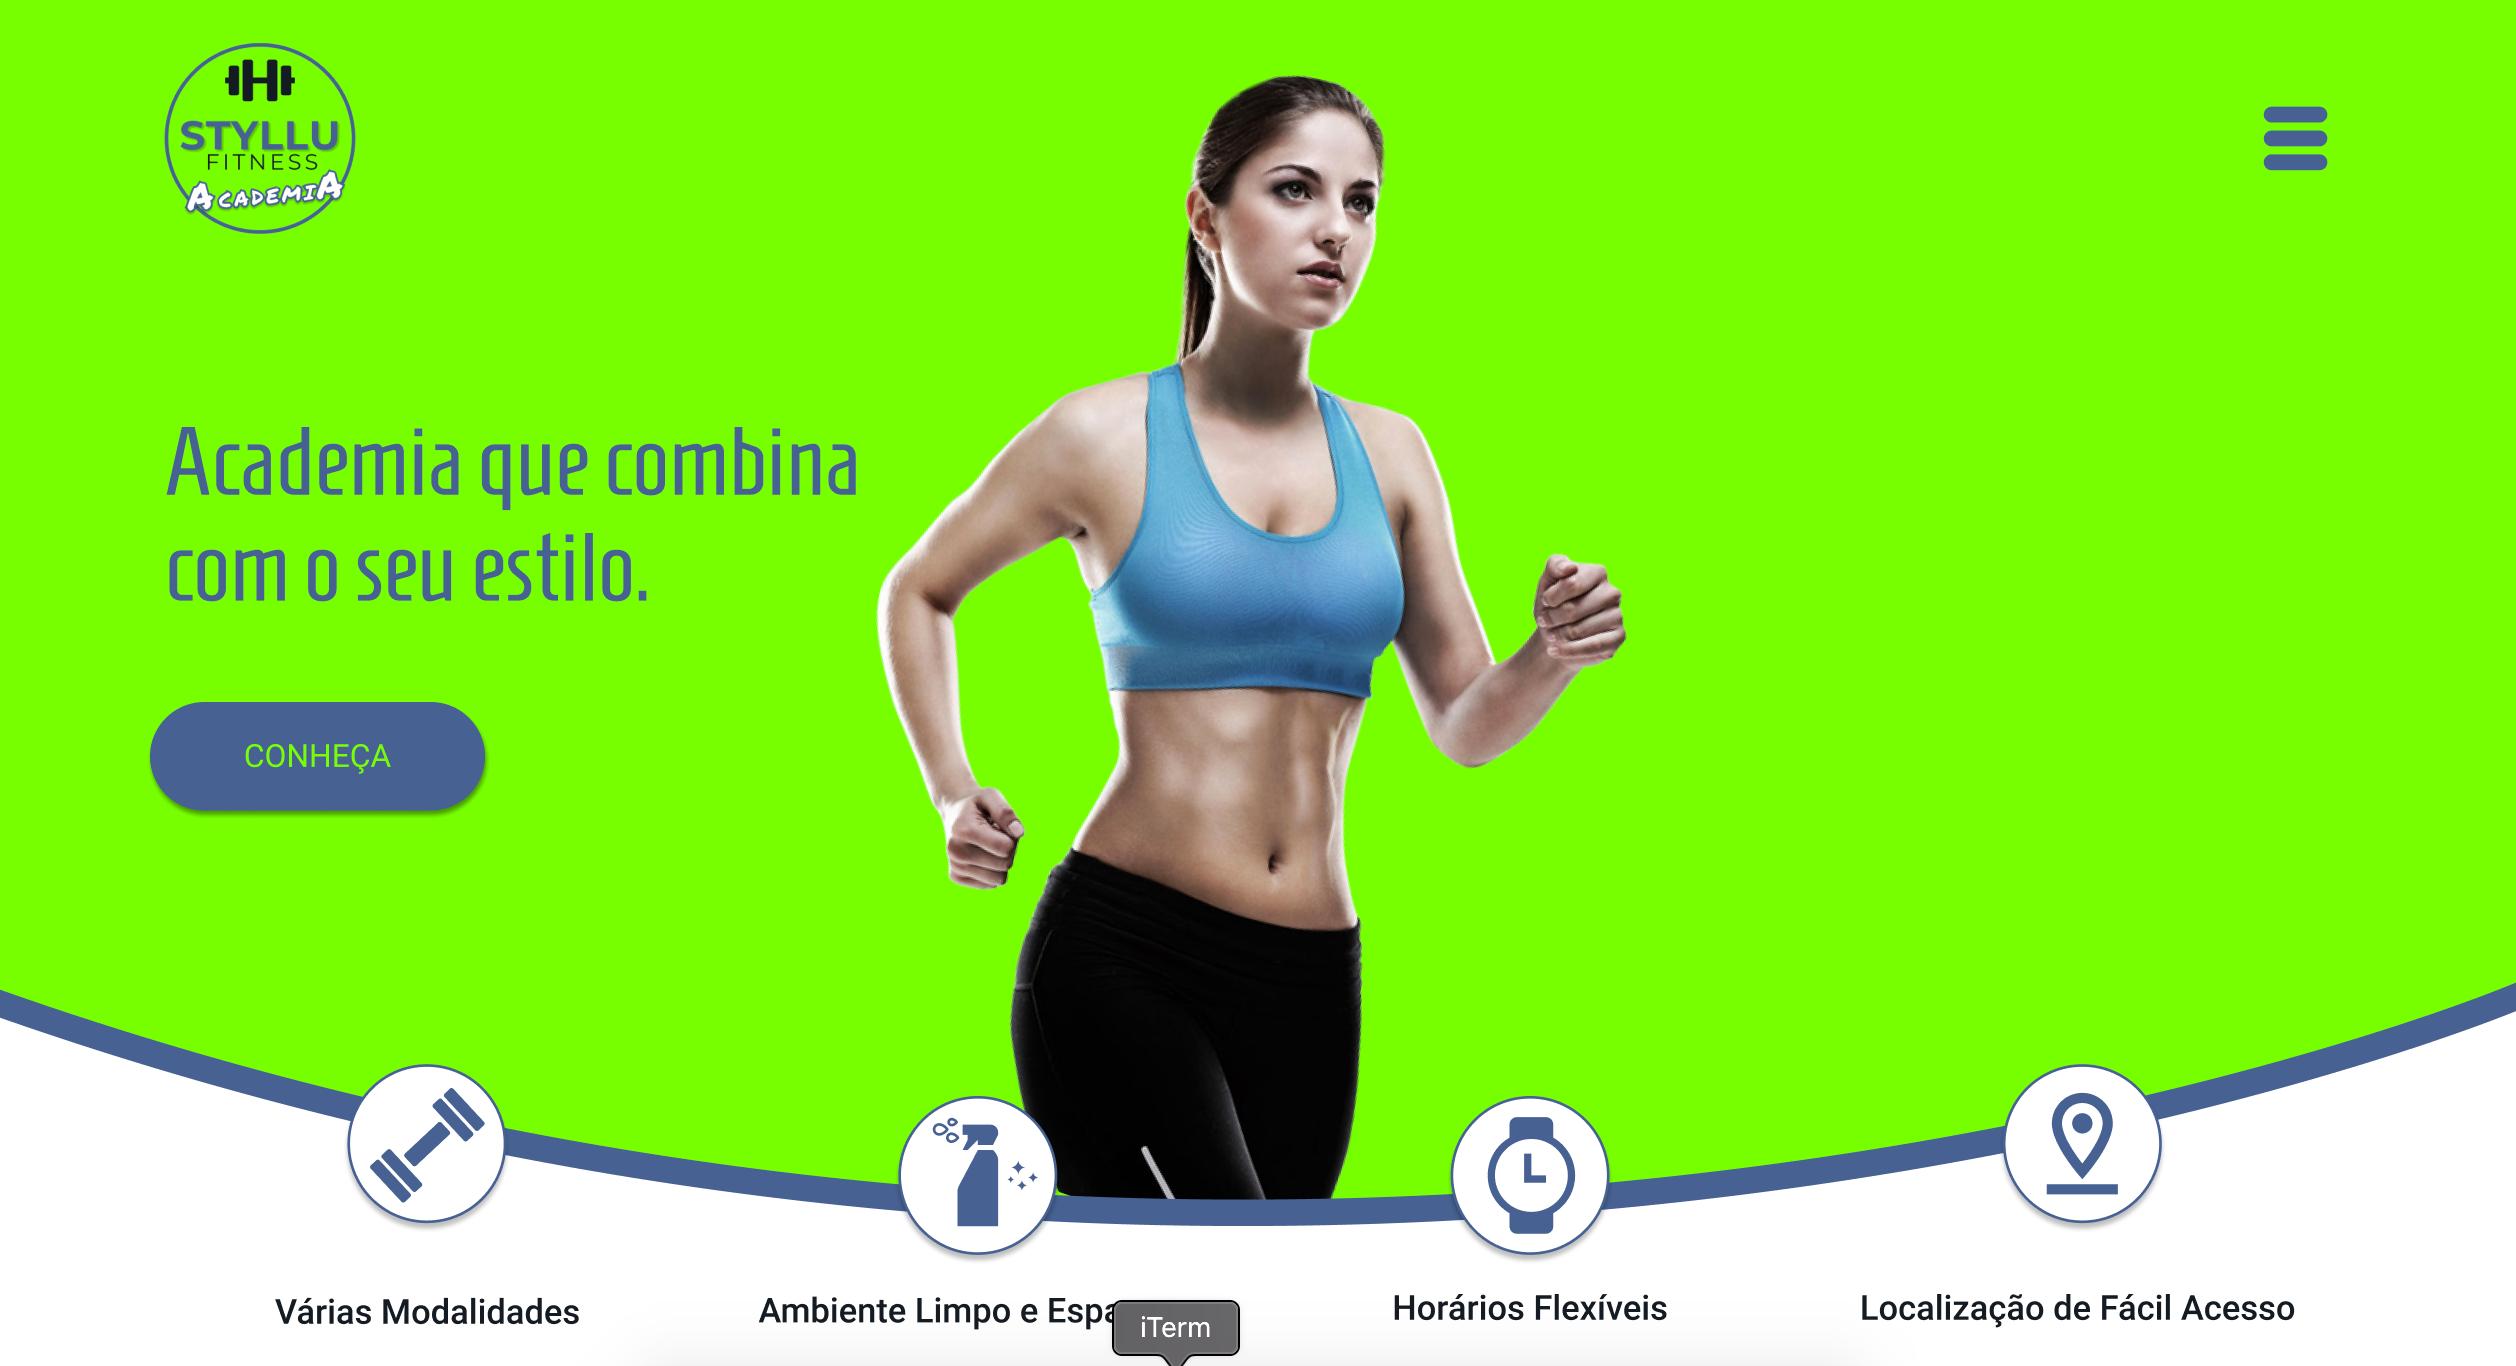 STYLLU
FITNESS
ACADEMIA
Academia que combina
com o seu estilo.
CONHEÇA
Várias Modalidades
Ambiente Limpo e
Horários Flexíveis
Localização de Fácil Acesso
iTerm